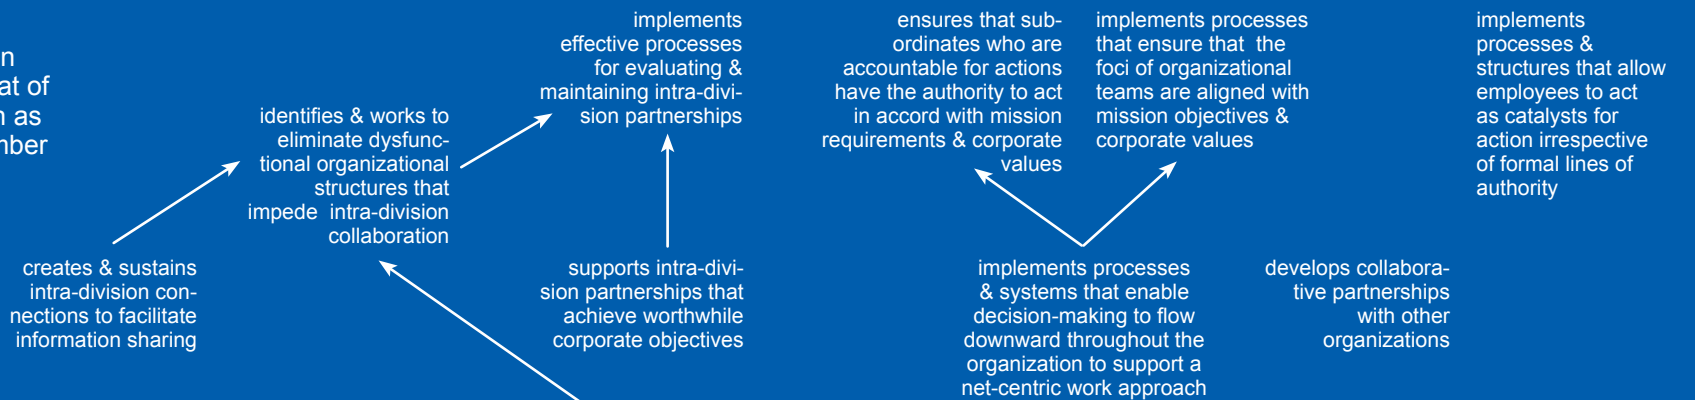 n
at of
n as
mber
creates & sustains
intra-division con-
nections to facilitate
information sharing
identifies & works to
eliminate dysfunc-
tional organizational
structures that
impede intra-division
collaboration
implements
effective processes
for evaluating &
maintaining intra-divi-
sion partnerships
supports intra-divi-
sion partnerships that
achieve worthwhile
corporate objectives
ensures that sub-
ordinates who are
accountable for actions
have the authority to act
in accord with mission
requirements & corporate
values
implements processes
that ensure that the
foci of organizational
teams are aligned with
mission objectives &
corporate values
implements processes
& systems that enable
decision-making to flow
downward throughout the
organization to support a
net-centric work approach
develops collabora-
tive partnerships
with other
organizations
implements
processes &
structures that allow
employees to act
as catalysts for
action irrespective
of formal lines of
authority